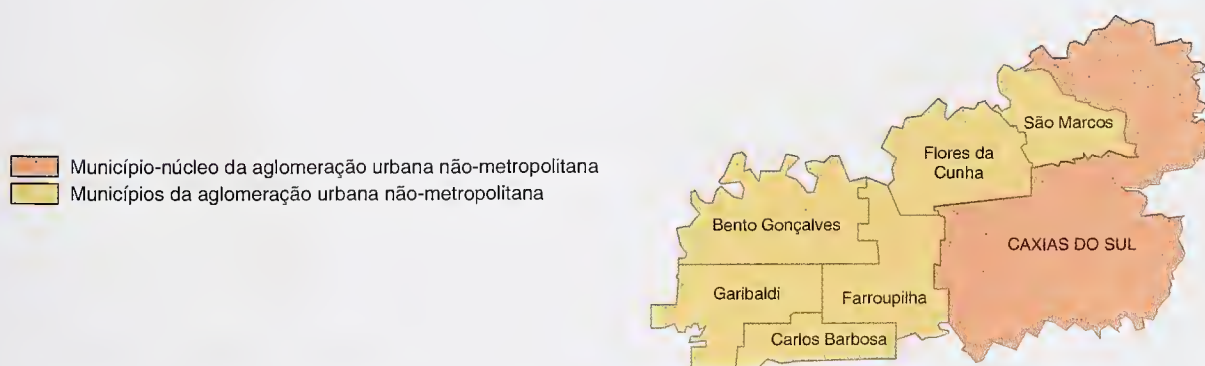 Município-núcleo da aglomeração urbana não-metropolitana
Municípios da aglomeração urbana não-metropolitana
São Marcos
Flores da
Cunha
Bento Gonçalves
CAXIAS DO SUL
Garibaldi
Farroupilha
Carlos Barbosa